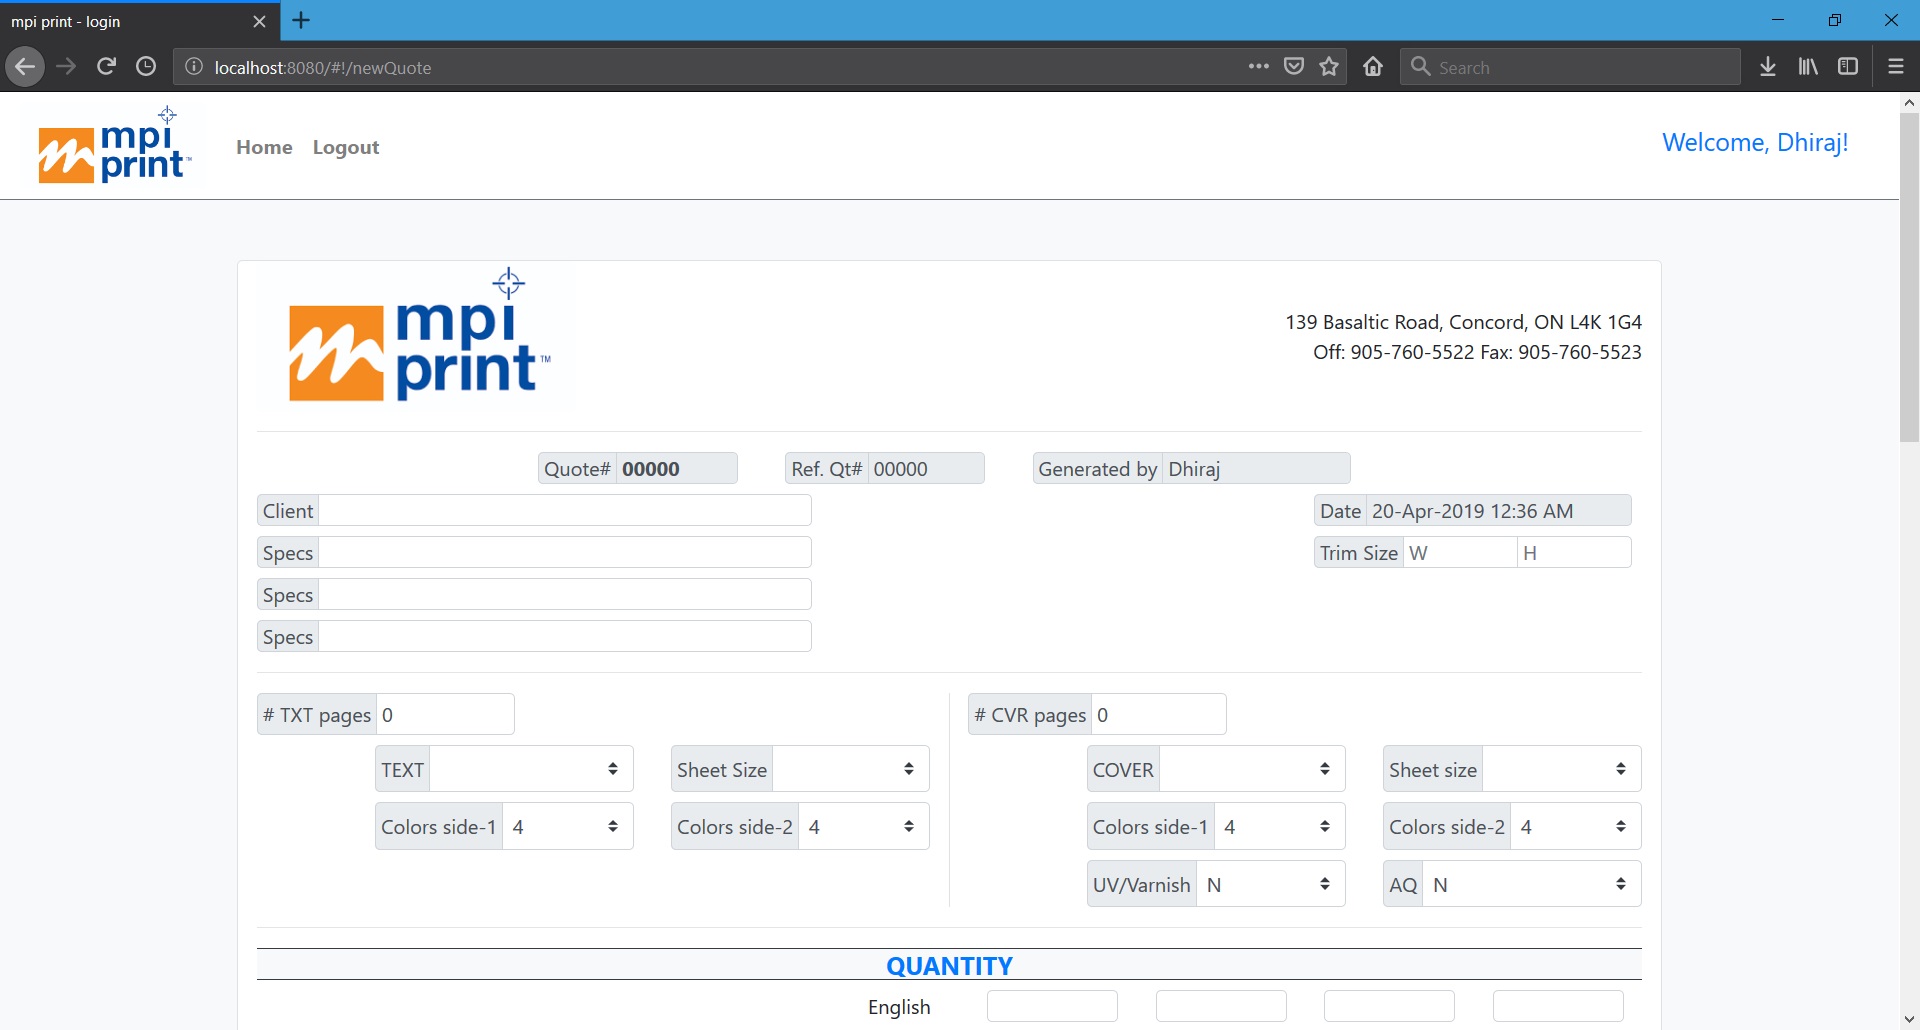 mpi print - login
localhost:8080/#!/newQuote
Search
mpi print™
Home Logout
Welcome, Dhiraj!
mpi
print™
139 Basaltic Road, Concord, ON L4K 1G4
Off: 905-760-5522 Fax: 905-760-5523
Quote# 00000 Ref. Qt# 00000 Generated by Dhiraj
Client Date 20-Apr-2019 12:36 AM
Specs Trim Size W H
Specs
Specs
# TXT pages 0 # CVR pages 0
TEXT Sheet Size COVER Sheet size
Colors side-1 4 Colors side-2 4 Colors side-1 4 Colors side-2 4
UV/Varnish N AQ N
QUANTITY
English